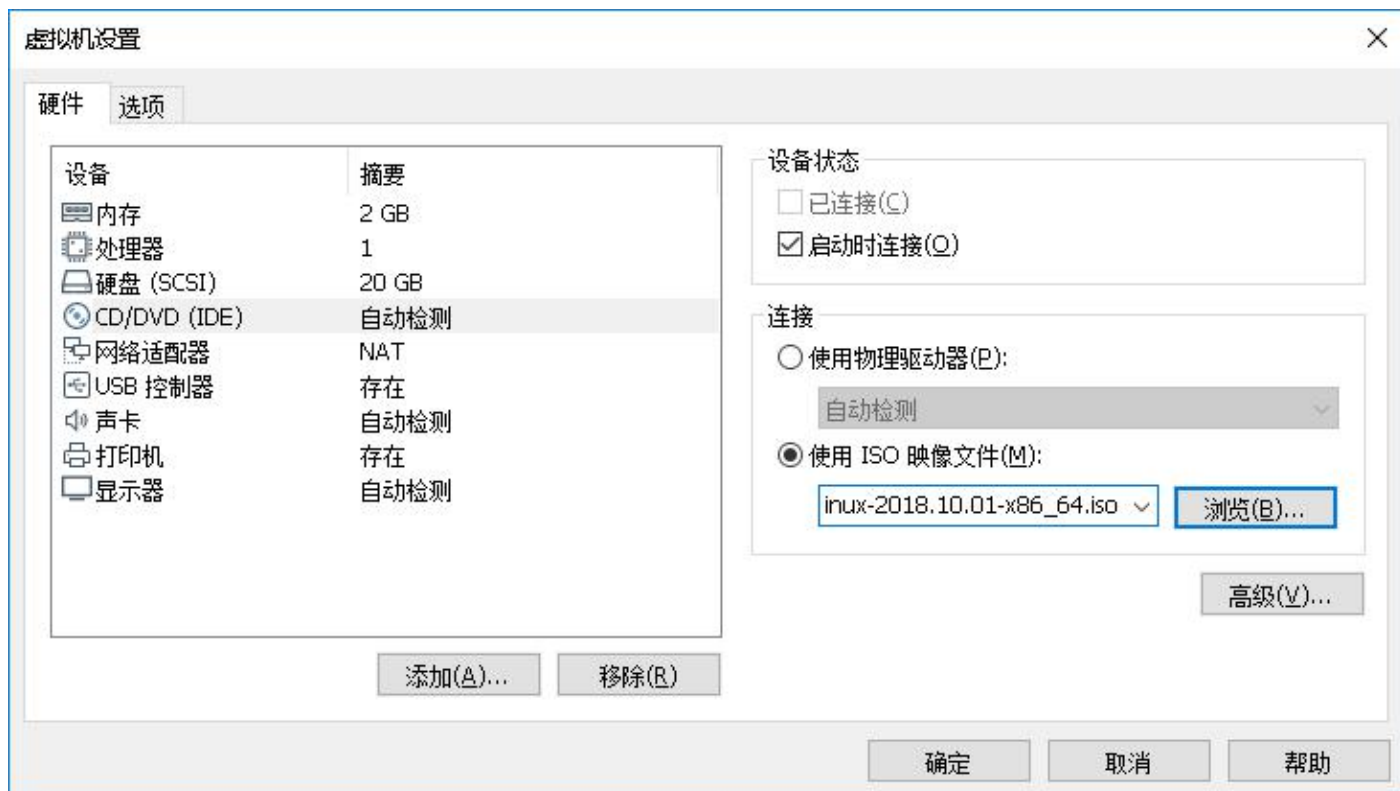 虚拟机设置
硬件 选项
设备 摘要
内存 2 GB
处理器 1
硬盘 (SCSI) 20 GB
CD/DVD (IDE) 自动检测
网络适配器 NAT
USB 控制器 存在
声卡 自动检测
打印机 存在
显示器 自动检测
添加(A)... 移除(R)
设备状态
已连接(C)
启动时连接(O)
连接
使用物理驱动器(P):
自动检测
使用 ISO 映像文件(M):
inux-2018.10.01-x86_64.iso 浏览(B)...
高级(V)...
确定 取消 帮助